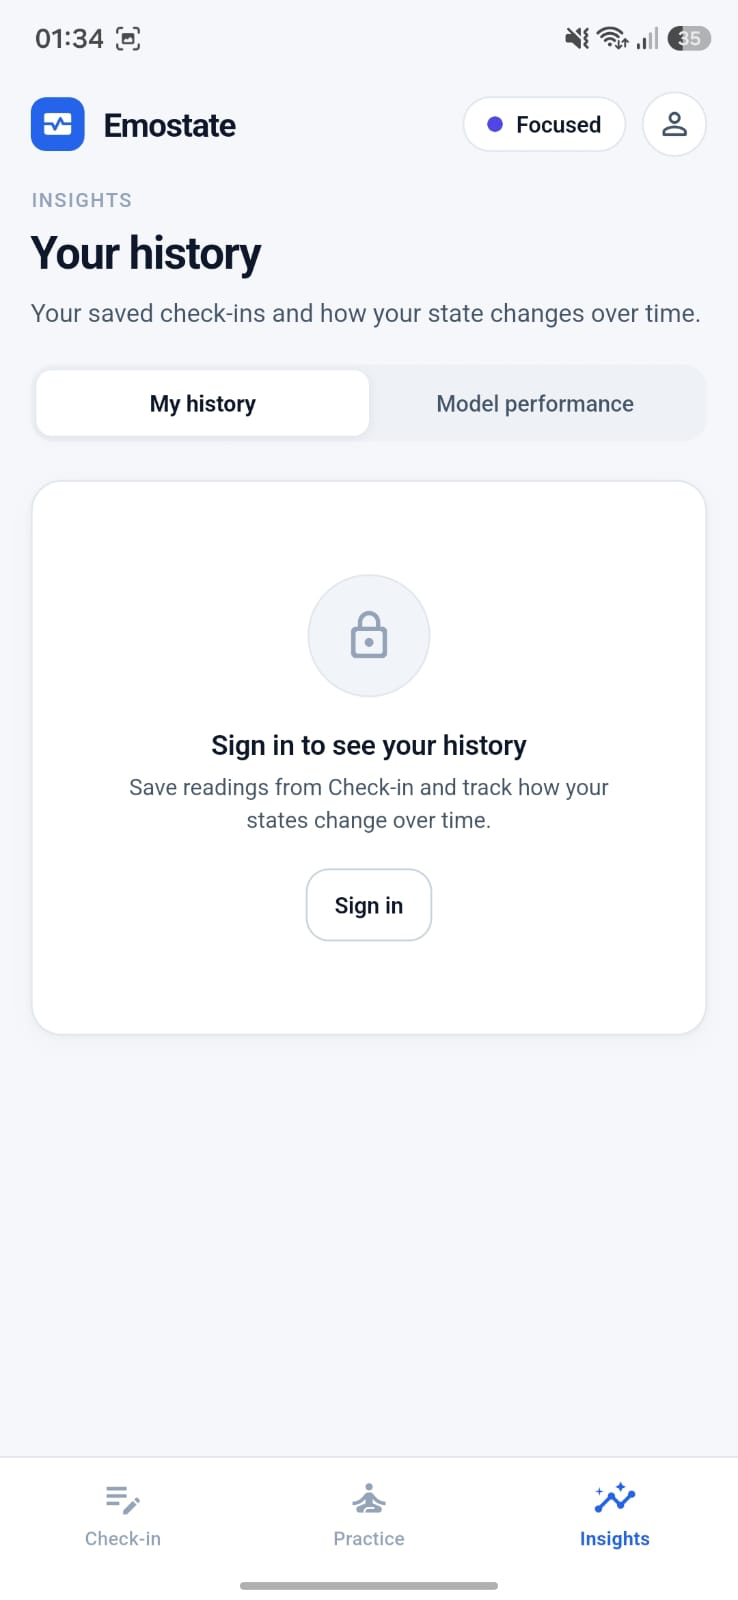 01:34
35
Emostate
Focused
INSIGHTS
Your history
Your saved check-ins and how your state changes over time.
My history
Model performance
Sign in to see your history
Save readings from Check-in and track how your
states change over time.
Sign in
Check-in
Practice
Insights